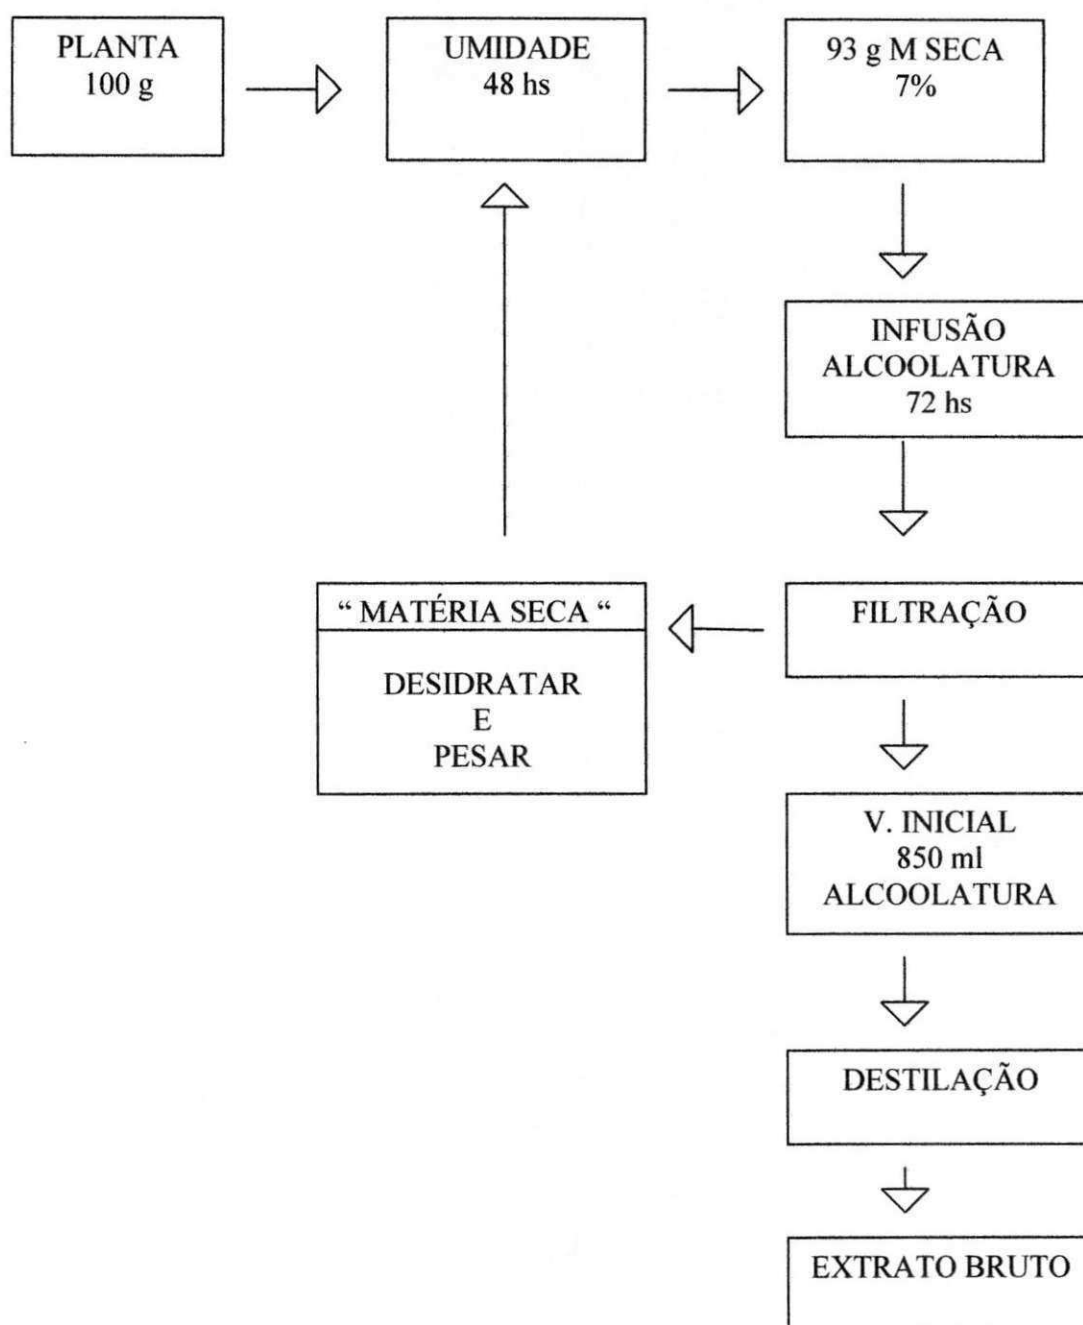 PLANTA
100 g
UMIDADE
48 hs
93 g M SECA
7%
INFUSÃO
ALCOOLATURA
72 hs
“ MATÉRIA SECA “
DESIDRATAR
E
PESAR
FILTRAÇÃO
V. INICIAL
850 ml
ALCOOLATURA
DESTILAÇÃO
EXTRATO BRUTO